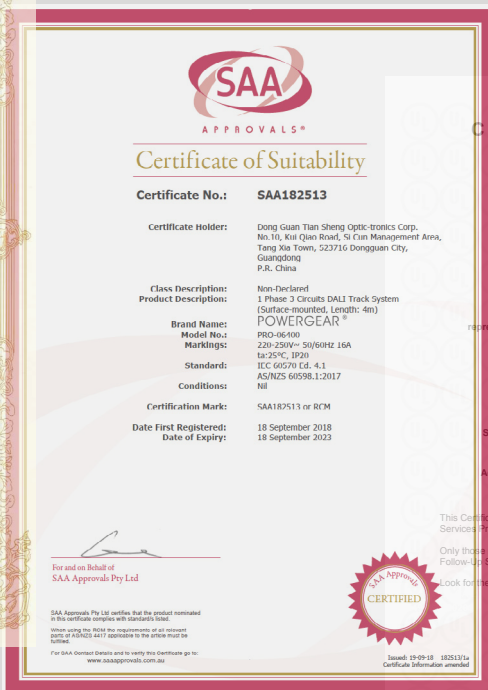 SAA
APPROVALS®
Certificate of Suitability
Certificate No.: SAA182513
Certificate Holder: Dong Guan Tian Sheng Optic-tronics Corp.
No.10, Kui Qiao Road, Si Cun Management Area,
Tang Xia Town, 523716 Dongguan City,
Guangdong
P.R. China
Class Description: Non-Declared
Product Description: 1 Phase 3 Circuits DALI Track System
(Surface-mounted, Length: 4m)
Brand Name: POWERGEAR®
Model No.: PRO-06400
Markings: 220-250V~ 50/60Hz 16A
ta:25°C, IP20
Standard: IEC 60570 Ed. 4.1
AS/NZS 60598.1:2017
Conditions: Nil
Certification Mark: SAA182513 or RCM
Date First Registered: 18 September 2018
Date of Expiry: 18 September 2023
C
repr
S
A
This Certific
Services Pr
Only those
Follow-Up S
Look for the
For and on Behalf of
SAA Approvals Pty Ltd
SAA Approvals
CERTIFIED
SAA Approvals Pty Ltd certifies that the product nominated
in this certificate complies with standard/s listed.
When using the RCM the requirements of all relevant
parts of AS/NZS 4417 applicable to the article must be
fulfilled.
For SAA Contact Details and to verify this Certificate go to:
www.saaapprovals.com.au
Issued: 19-09-18 182513/1a
Certificate Information amended